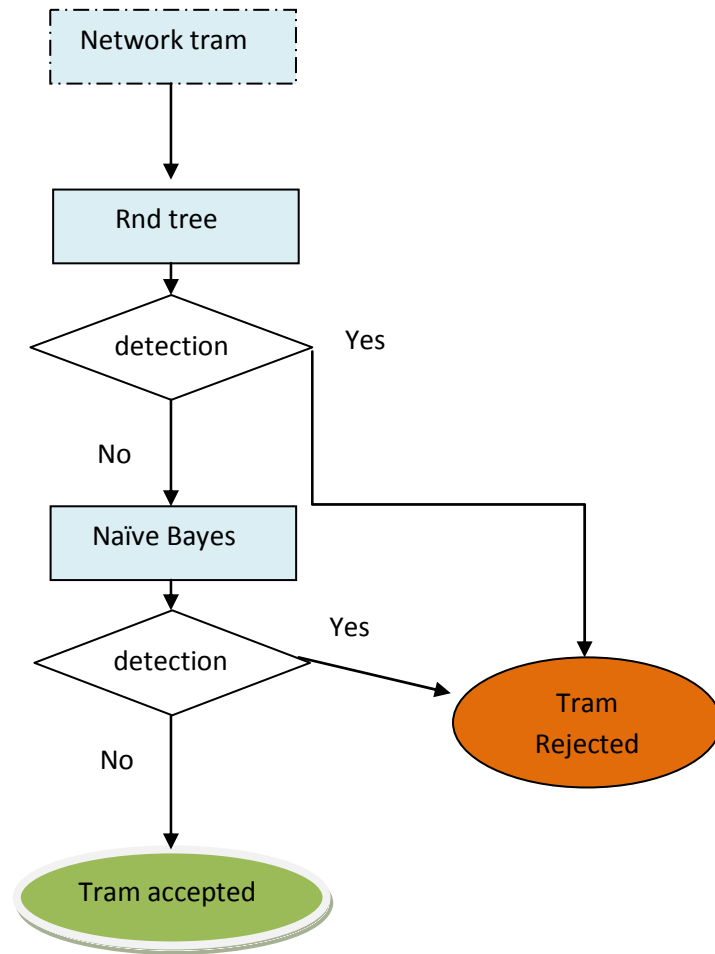 Network tram
Rnd tree
detection
Yes
No
Naïve Bayes
detection
Yes
Tram
Rejected
No
Tram accepted